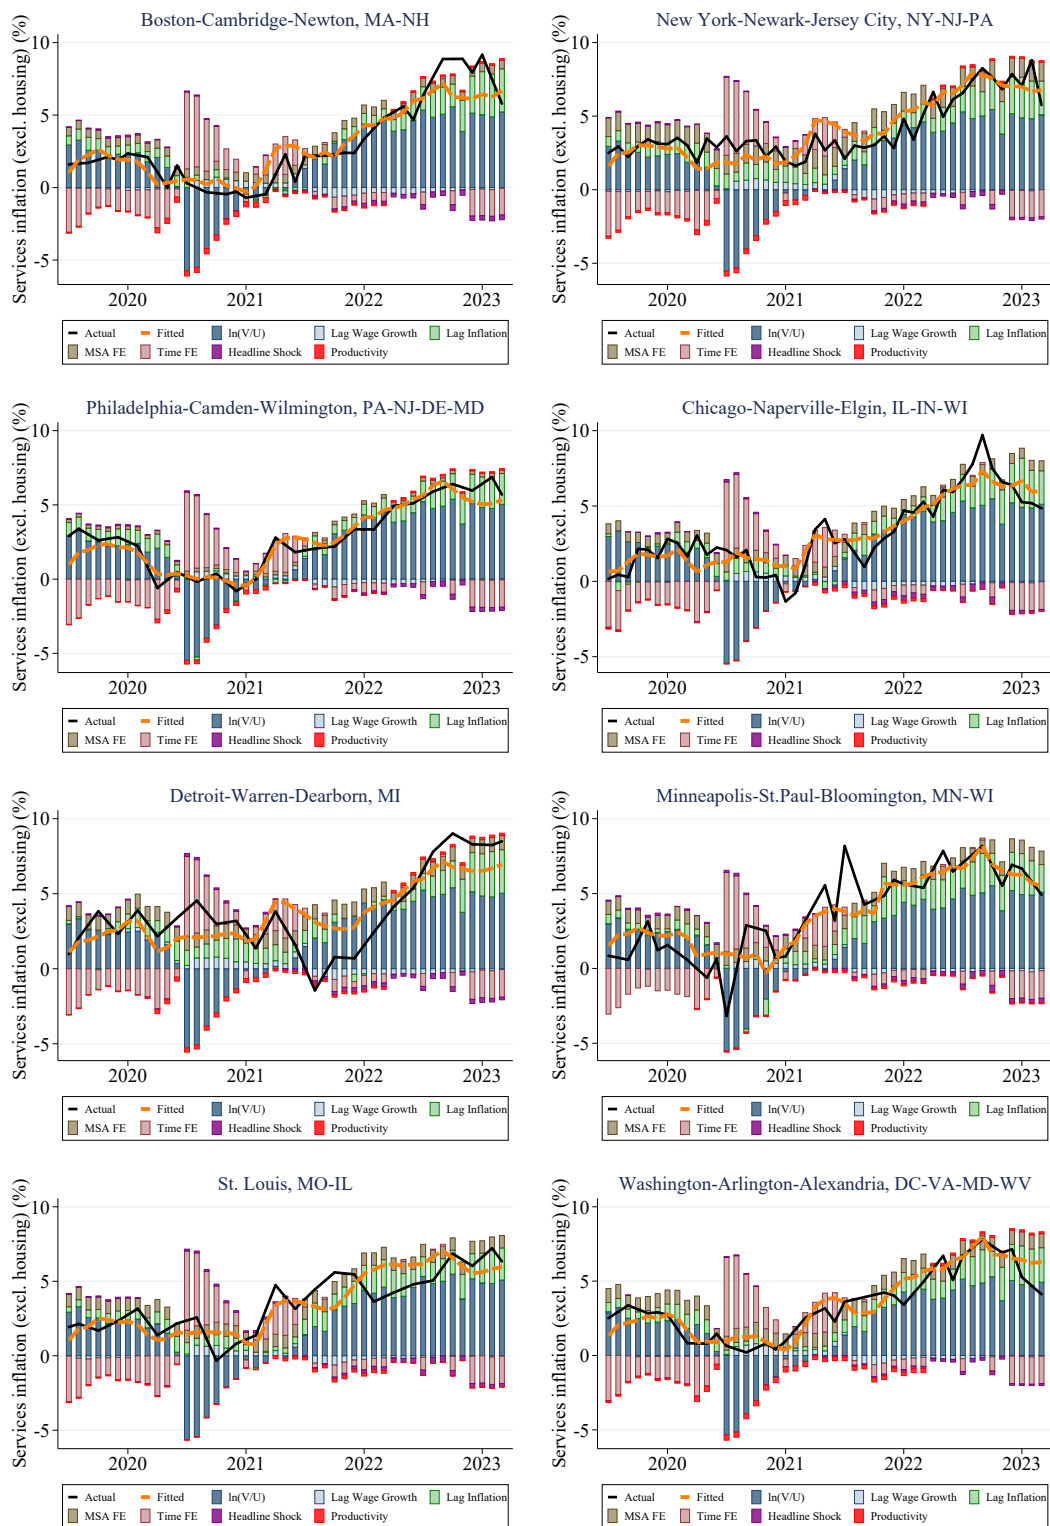 Boston-Cambridge-Newton, MA-NH
Services inflation (excl. housing) (%)
10
5
0
-5
2020 2021 2022 2023
Actual Fitted ln(V/U) Lag Wage Growth Lag Inflation
MSA FE Time FE Headline Shock Productivity
New York-Newark-Jersey City, NY-NJ-PA
Services inflation (excl. housing) (%)
10
5
0
-5
2020 2021 2022 2023
Actual Fitted ln(V/U) Lag Wage Growth Lag Inflation
MSA FE Time FE Headline Shock Productivity
Philadelphia-Camden-Wilmington, PA-NJ-DE-MD
Services inflation (excl. housing) (%)
10
5
0
-5
2020 2021 2022 2023
Actual Fitted ln(V/U) Lag Wage Growth Lag Inflation
MSA FE Time FE Headline Shock Productivity
Chicago-Naperville-Elgin, IL-IN-WI
Services inflation (excl. housing) (%)
10
5
0
-5
2020 2021 2022 2023
Actual Fitted ln(V/U) Lag Wage Growth Lag Inflation
MSA FE Time FE Headline Shock Productivity
Detroit-Warren-Dearborn, MI
Services inflation (excl. housing) (%)
10
5
0
-5
2020 2021 2022 2023
Actual Fitted ln(V/U) Lag Wage Growth Lag Inflation
MSA FE Time FE Headline Shock Productivity
Minneapolis-St.Paul-Bloomington, MN-WI
Services inflation (excl. housing) (%)
10
5
0
-5
2020 2021 2022 2023
Actual Fitted ln(V/U) Lag Wage Growth Lag Inflation
MSA FE Time FE Headline Shock Productivity
St. Louis, MO-IL
Services inflation (excl. housing) (%)
10
5
0
-5
2020 2021 2022 2023
Actual Fitted ln(V/U) Lag Wage Growth Lag Inflation
MSA FE Time FE Headline Shock Productivity
Washington-Arlington-Alexandria, DC-VA-MD-WV
Services inflation (excl. housing) (%)
10
5
0
-5
2020 2021 2022 2023
Actual Fitted ln(V/U) Lag Wage Growth Lag Inflation
MSA FE Time FE Headline Shock Productivity